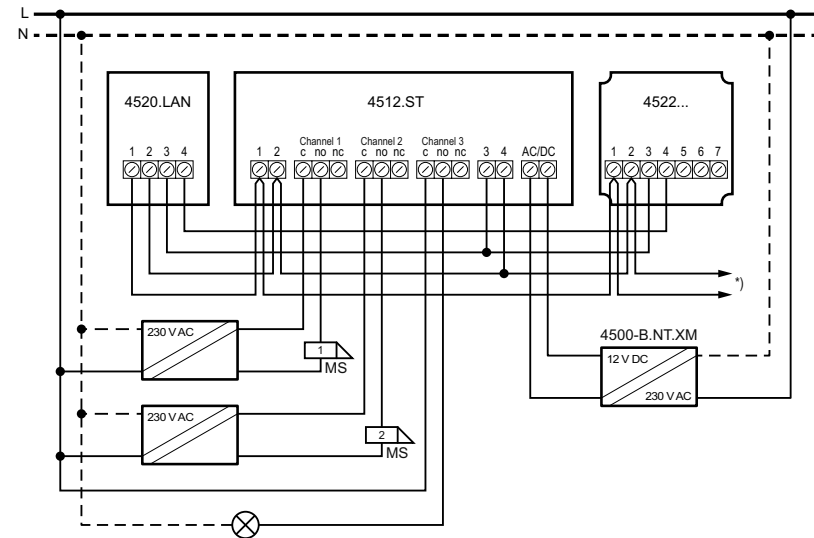 L
N
4520.LAN 4512.ST 4522...
Channel 1 Channel 2 Channel 3
1 2 3 4 1 2 c no nc c no nc c no nc 3 4 AC/DC 1 2 3 4 5 6 7
*)
230 V AC
1
MS
4500-B.NT.XM
12 V DC
230 V AC
230 V AC
2
MS